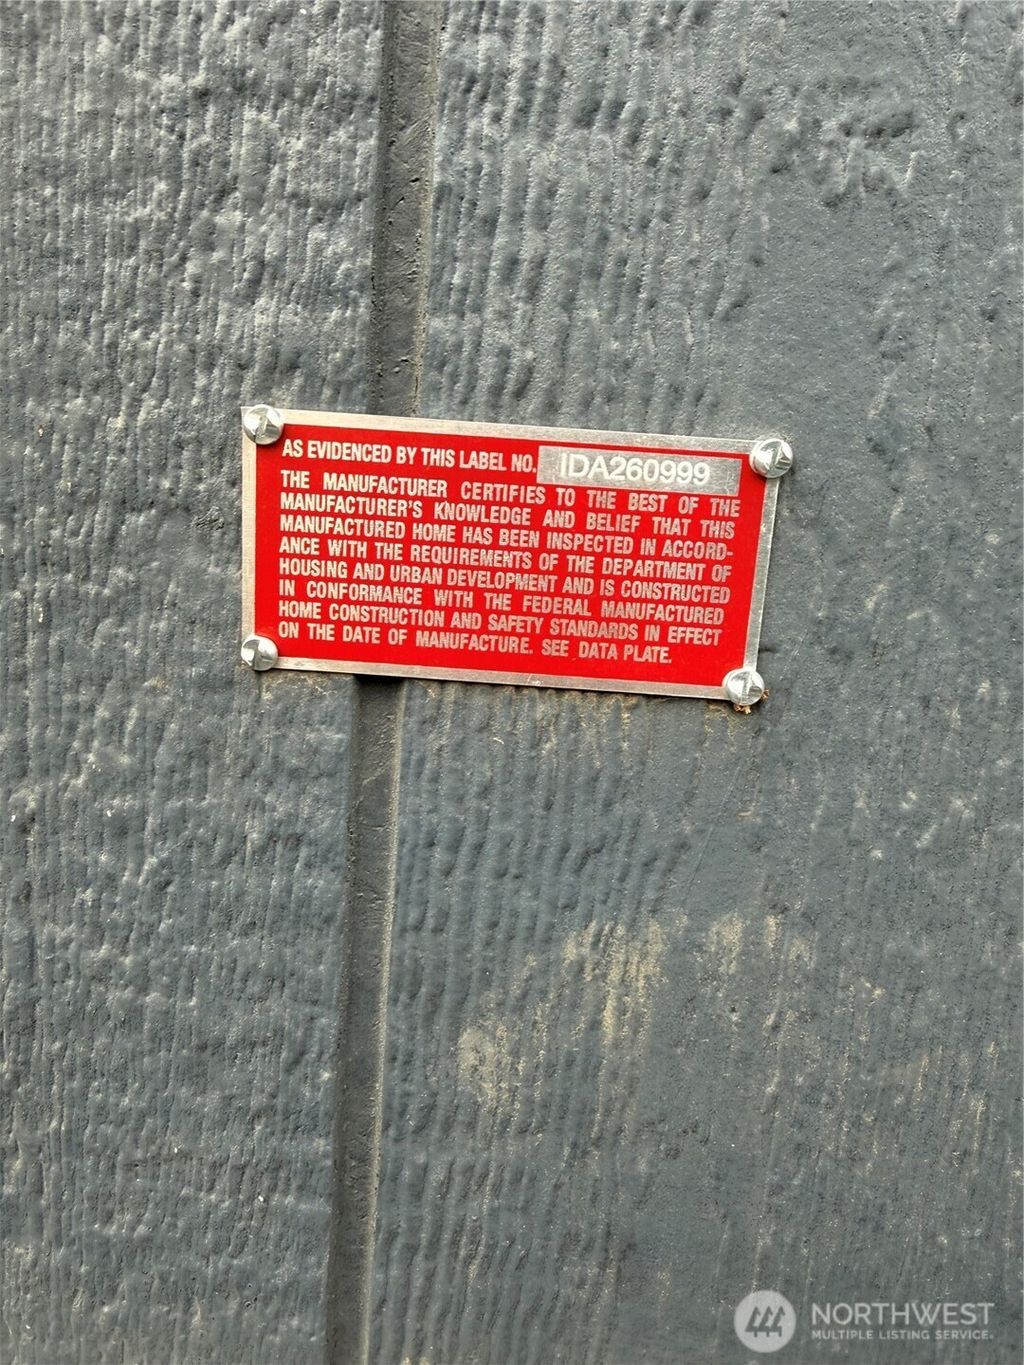 AS EVIDENCED BY THIS LABEL NO. IDA260999
THE MANUFACTURER CERTIFIES TO THE BEST OF THE
MANUFACTURER'S KNOWLEDGE AND BELIEF THAT THIS
MANUFACTURED HOME HAS BEEN INSPECTED IN ACCORD-
ANCE WITH THE REQUIREMENTS OF THE DEPARTMENT OF
HOUSING AND URBAN DEVELOPMENT AND IS CONSTRUCTED
IN CONFORMANCE WITH THE FEDERAL MANUFACTURED
HOME CONSTRUCTION AND SAFETY STANDARDS IN EFFECT
ON THE DATE OF MANUFACTURE. SEE DATA PLATE.
NORTHWEST
MULTIPLE LISTING SERVICE®